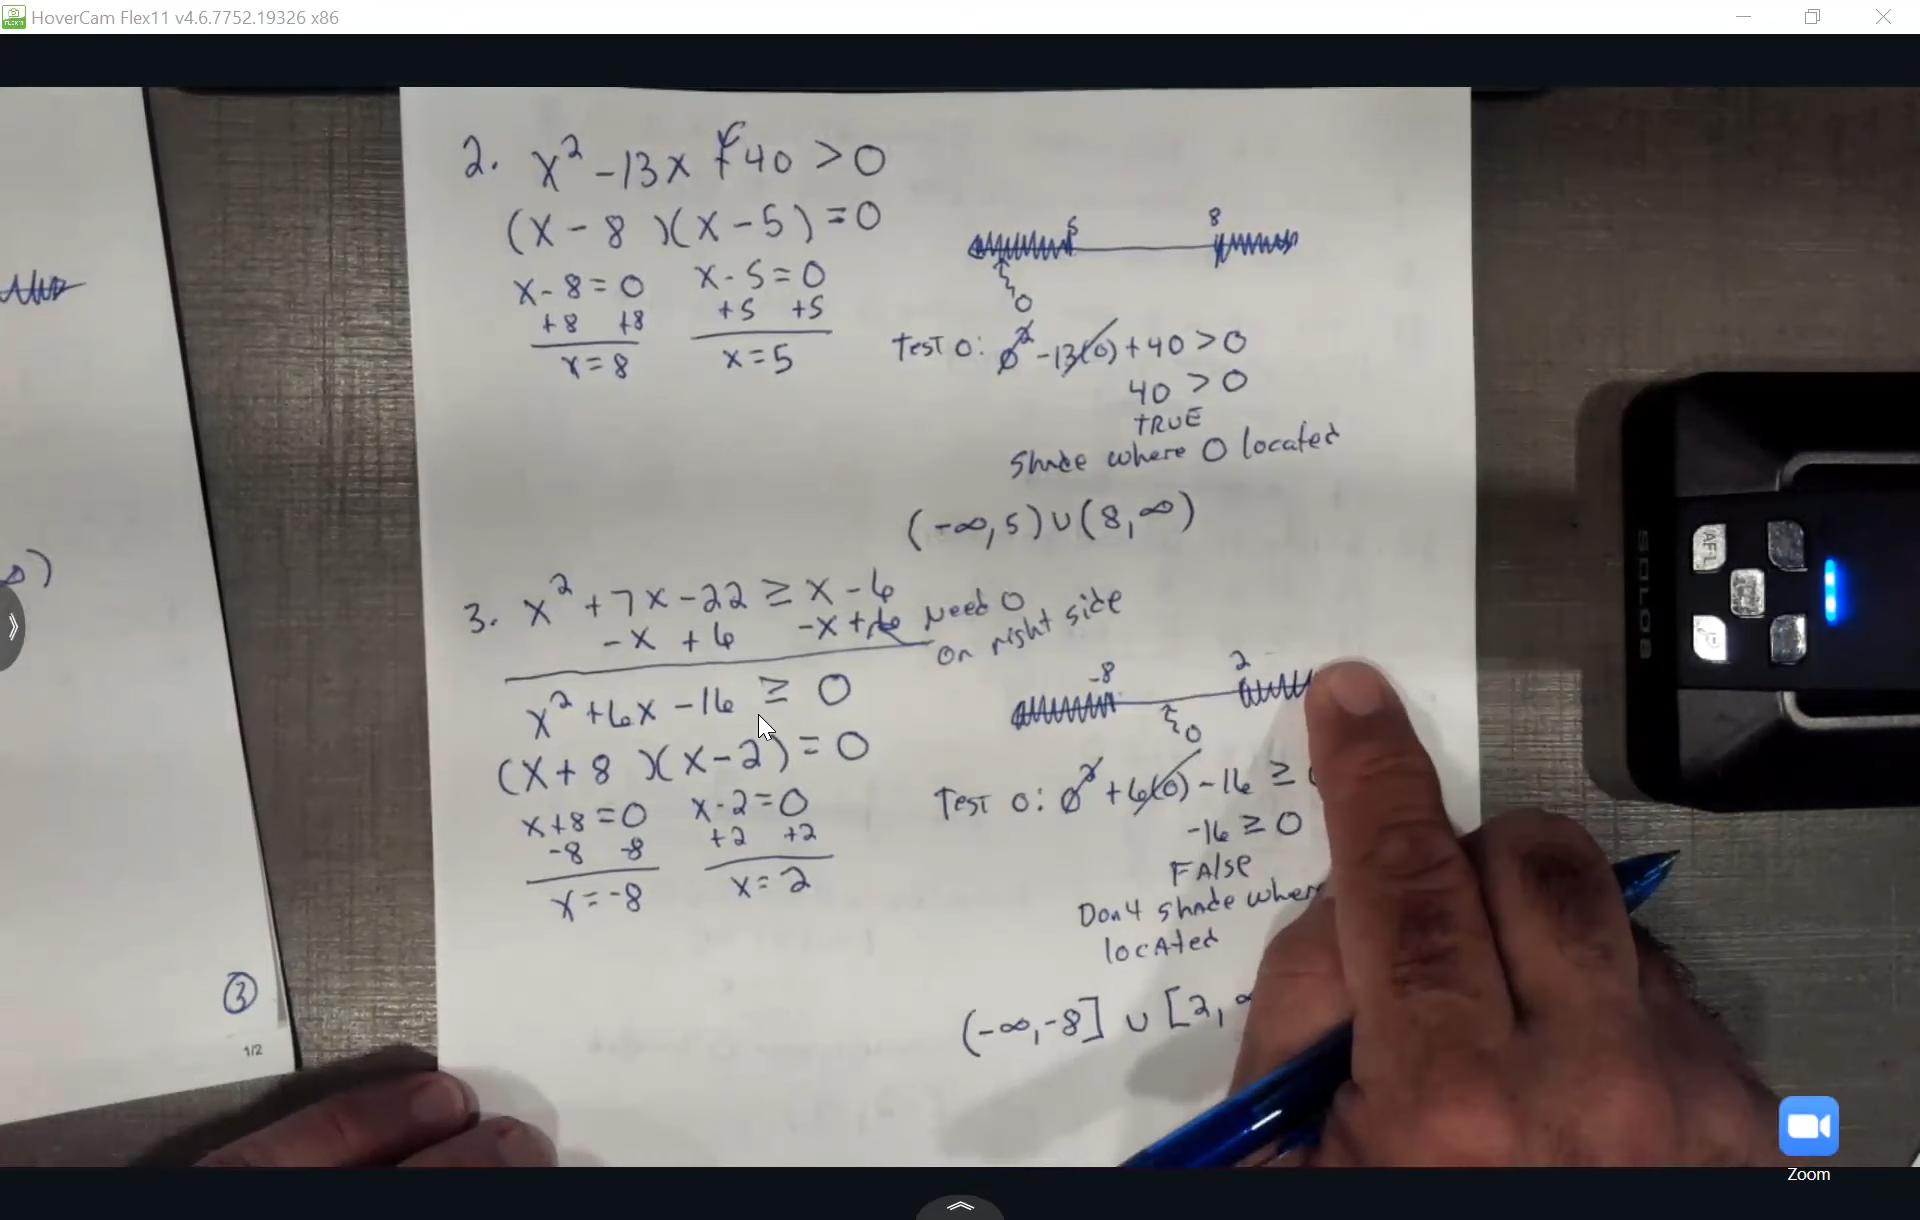 HoverCam Flex11 v4.6.7752.19326 x86
2. x² -13x +40 > 0
(x - 8)(x - 5) = 0
x - 8 = 0 x - 5 = 0
+8 +8 +5 +5
x = 8 x = 5
5 8
0
Test 0: 0² -13(0) + 40 > 0
40 > 0
TRUE
Shade where 0 located
(-∞, 5) ∪ (8, ∞)
3. x² + 7x - 22 ≥ x - 6
-x +6 -x +6
Need 0
on right side
x² + 6x - 16 ≥ 0
(x + 8)(x - 2) = 0
x + 8 = 0 x - 2 = 0
-8 -8 +2 +2
x = -8 x = 2
-8 2
0
Test 0: 0² + 6(0) - 16 ≥
-16 ≥ 0
FAlse
Don't shade where
locAted
(-∞, -8] ∪ [2,
3
1/2
SOLO8
AFL
Zoom